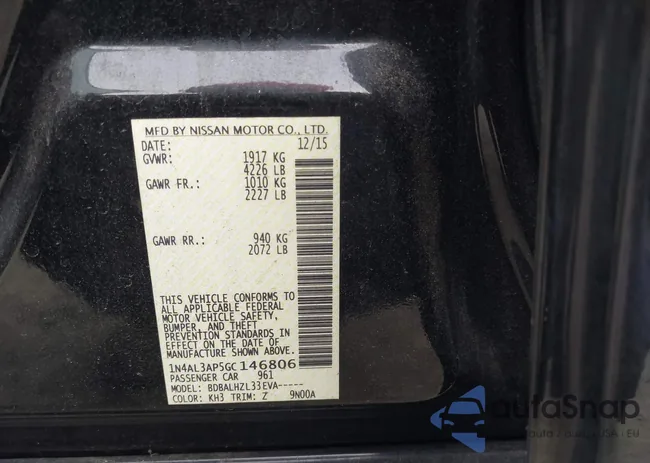 MFD BY NISSAN MOTOR CO., LTD.
DATE: 12/15
GVWR: 1917 KG
4226 LB
GAWR FR.: 1010 KG
2227 LB
GAWR RR.: 940 KG
2072 LB
THIS VEHICLE CONFORMS TO
ALL APPLICABLE FEDERAL
MOTOR VEHICLE SAFETY,
BUMPER, AND THEFT
PREVENTION STANDARDS IN
EFFECT ON THE DATE OF
MANUFACTURE SHOWN ABOVE.
1N4AL3AP5GC146806
PASSENGER CAR 961
MODEL: BDBALHZL33EVA-----
COLOR: KH3 TRIM: Z 9N00A
autoSnap